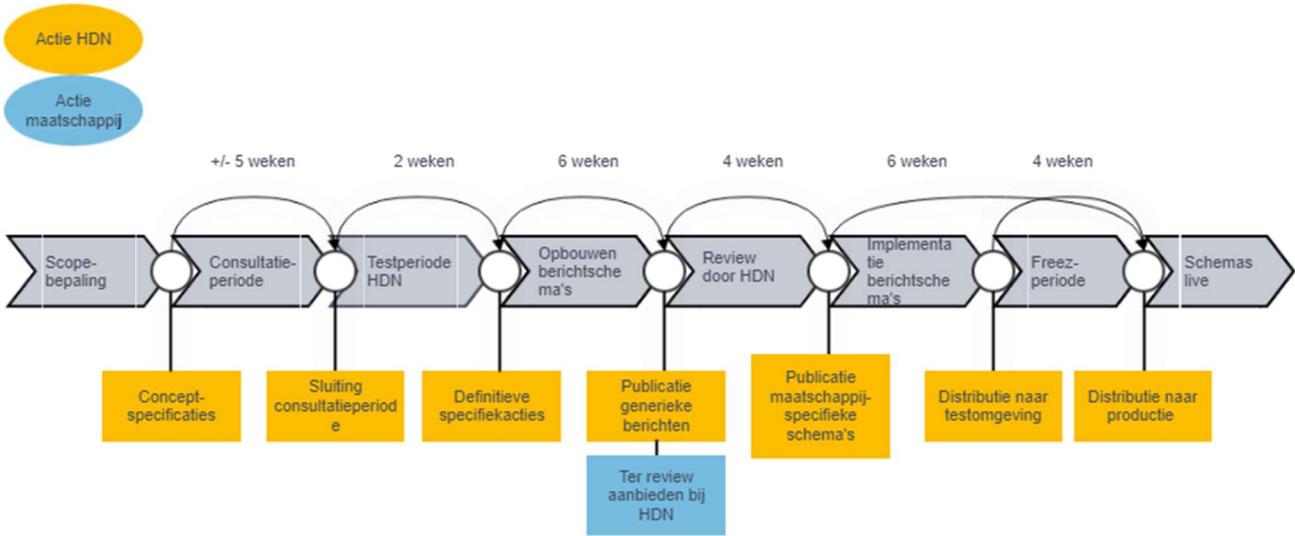 Actie HDN
Actie
maatschappij
+/- 5 weken
2 weken
6 weken
4 weken
6 weken
4 weken
Scope-
bepaling
Consultatie-
periode
Testperiode
HDN
Opbouwen
berichtsche
ma's
Review
door HDN
Implementa
tie
berichtsche
ma's
Freez-
periode
Schemas
live
Concept-
specificaties
Sluiting
consultatieperiod
e
Definitieve
specifiekacties
Publicatie
generieke
berichten
Publicatie
maatschappij-
specifieke
schema's
Distributie naar
testomgeving
Distributie naar
productie
Ter review
aanbieden bij
HDN